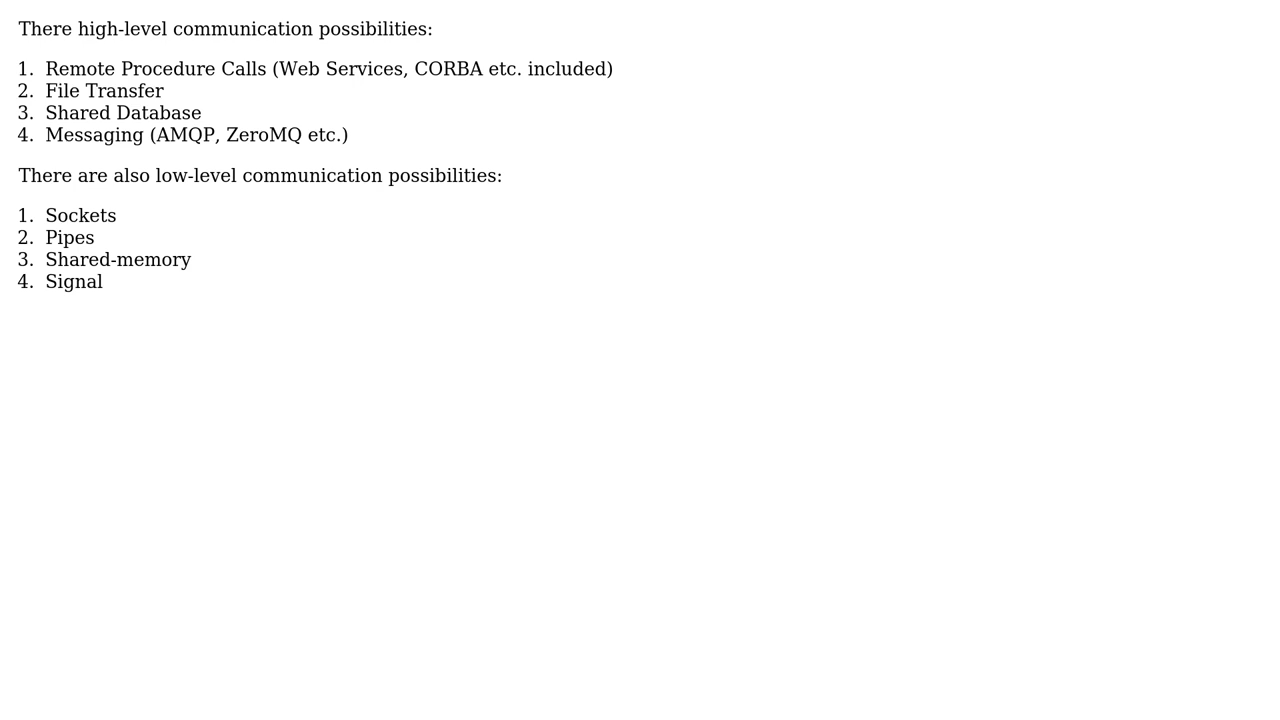 There high-level communication possibilities:
1. Remote Procedure Calls (Web Services, CORBA etc. included)
2. File Transfer
3. Shared Database
4. Messaging (AMQP, ZeroMQ etc.)
There are also low-level communication possibilities:
1. Sockets
2. Pipes
3. Shared-memory
4. Signal